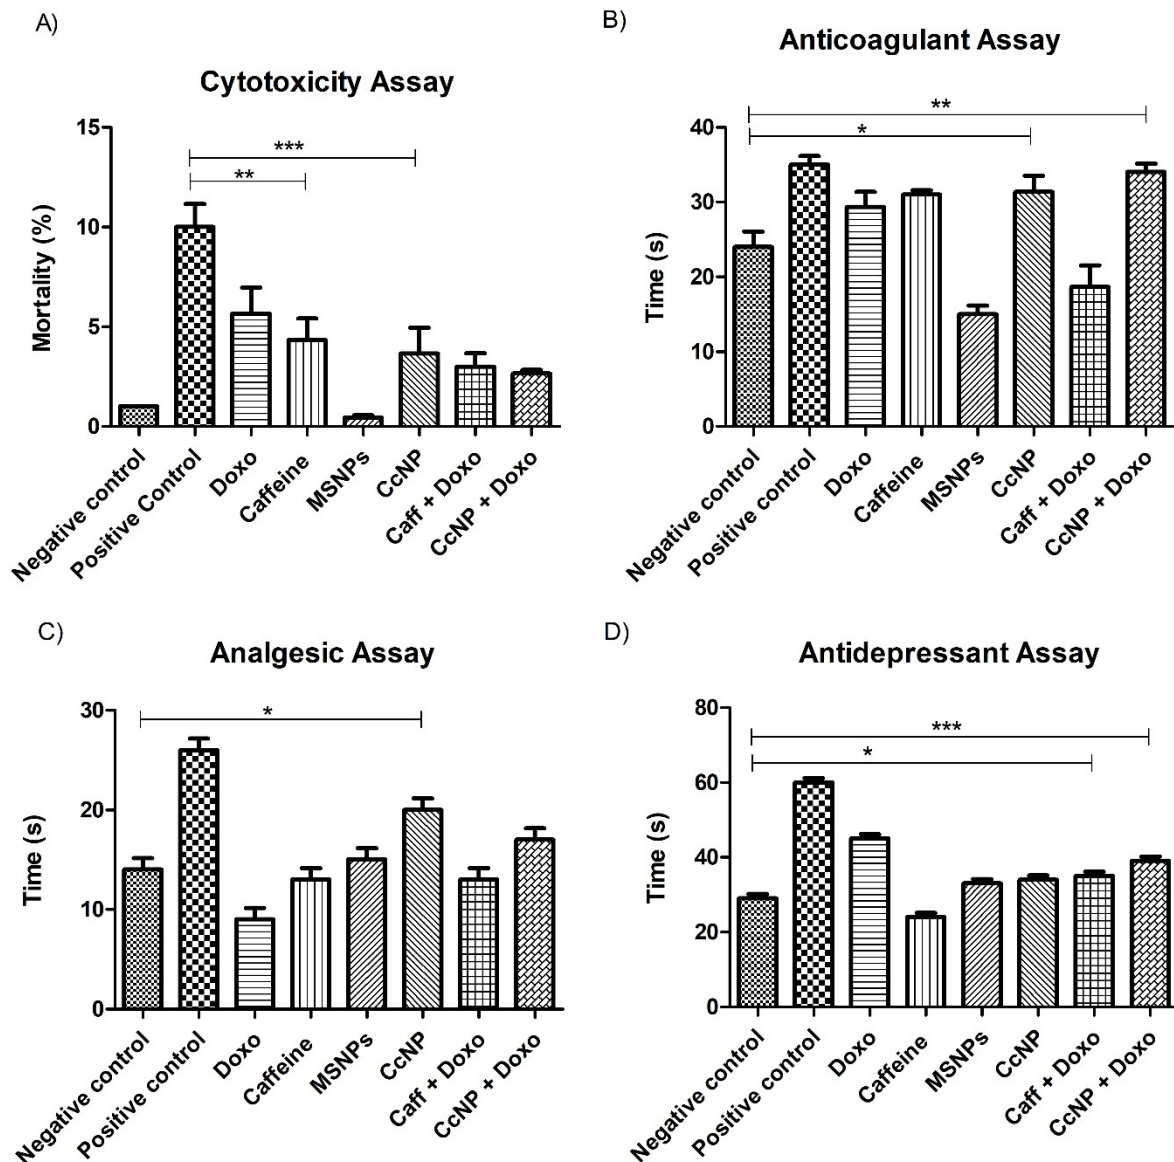 A)
Cytotoxicity Assay
Mortality (%)
15
10
5
0
***
**
Negative control
Positive Control
Doxo
Caffeine
MSNPs
CcNP
Caff + Doxo
CcNP + Doxo
B)
Anticoagulant Assay
Time (s)
40
30
20
10
0
**
*
Negative control
Positive control
Doxo
Caffeine
MSNPs
CcNP
Caff + Doxo
CcNP + Doxo
C)
Analgesic Assay
Time (s)
30
20
10
0
*
Negative control
Positive control
Doxo
Caffeine
MSNPs
CcNP
Caff + Doxo
CcNP + Doxo
D)
Antidepressant Assay
Time (s)
80
60
40
20
0
***
*
Negative control
Positive control
Doxo
Caffeine
MSNPs
CcNP
Caff + Doxo
CcNP + Doxo